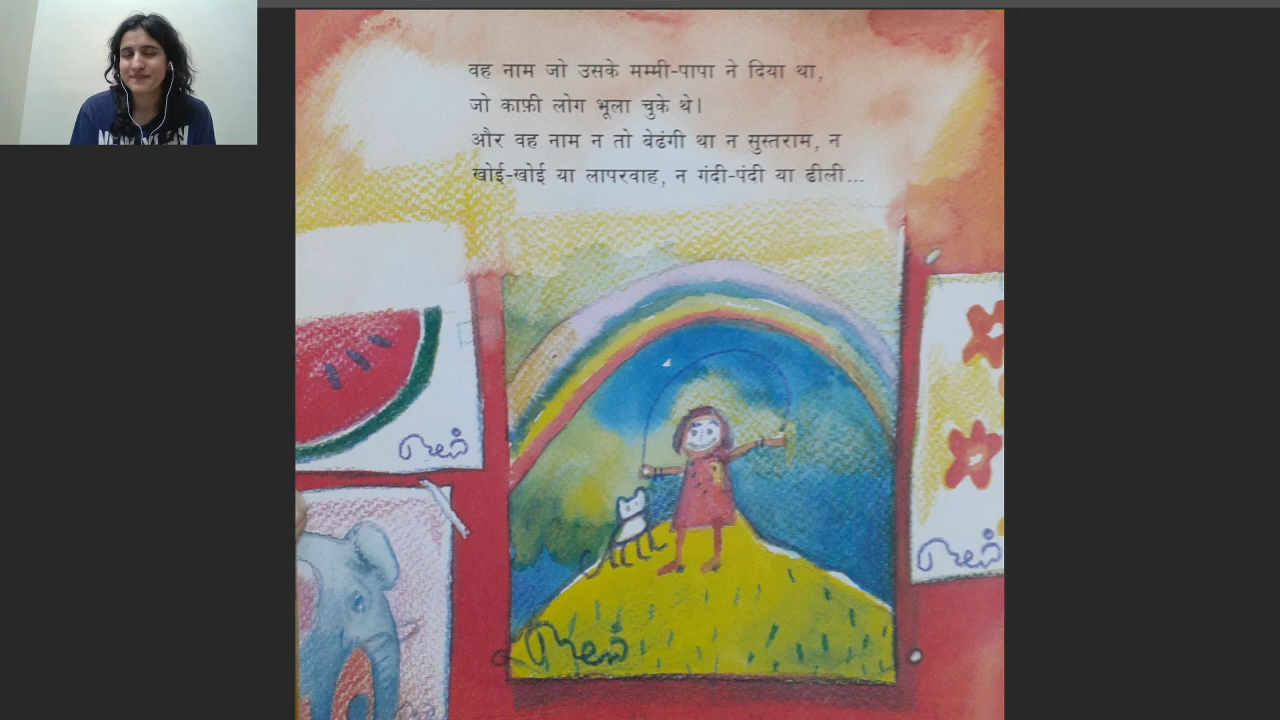 वह नाम जो उसके मम्मी-पापा ने दिया था,
जो काफ़ी लोग भूला चुके थे।
और वह नाम न तो बेढंगी था न सुस्तराम, न
खोई-खोई या लापरवाह, न गंदी-पंदी या ढीली...